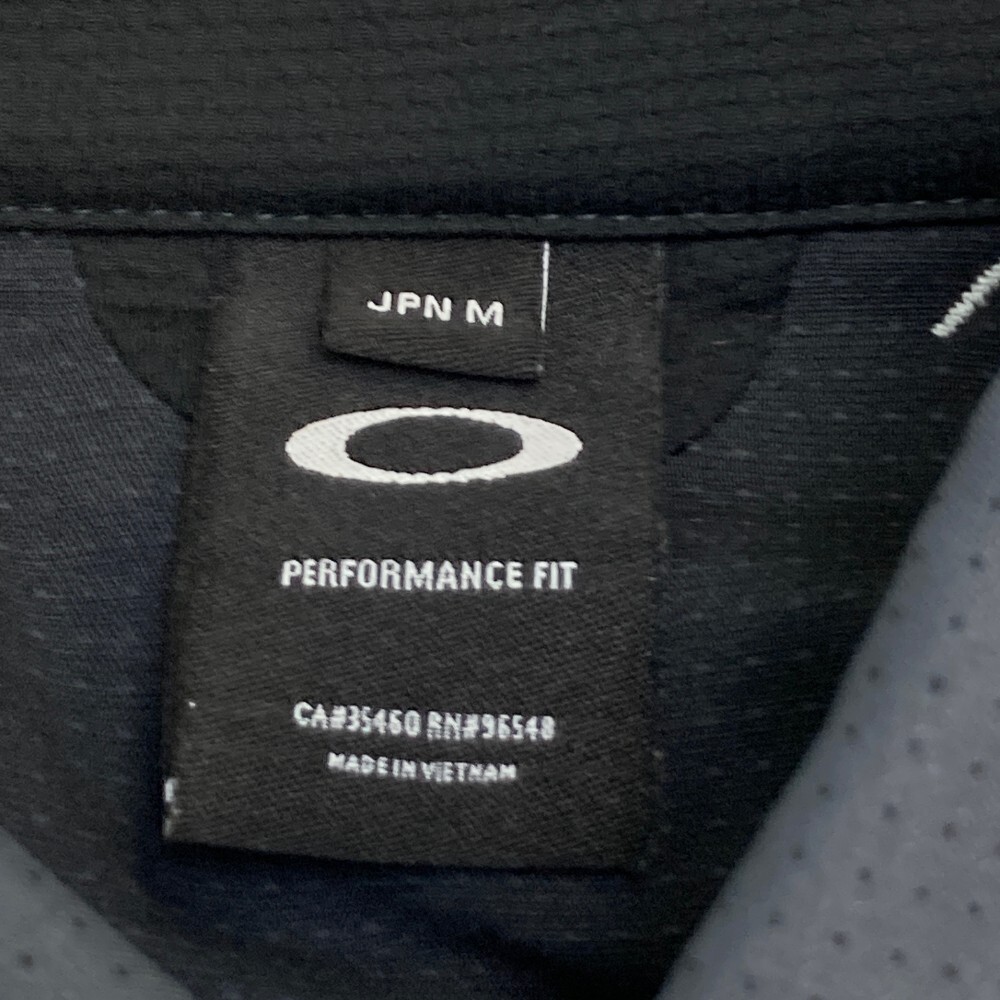 JPN M
PERFORMANCE FIT
CA#35460 RN#96548
MADE IN VIETNAM